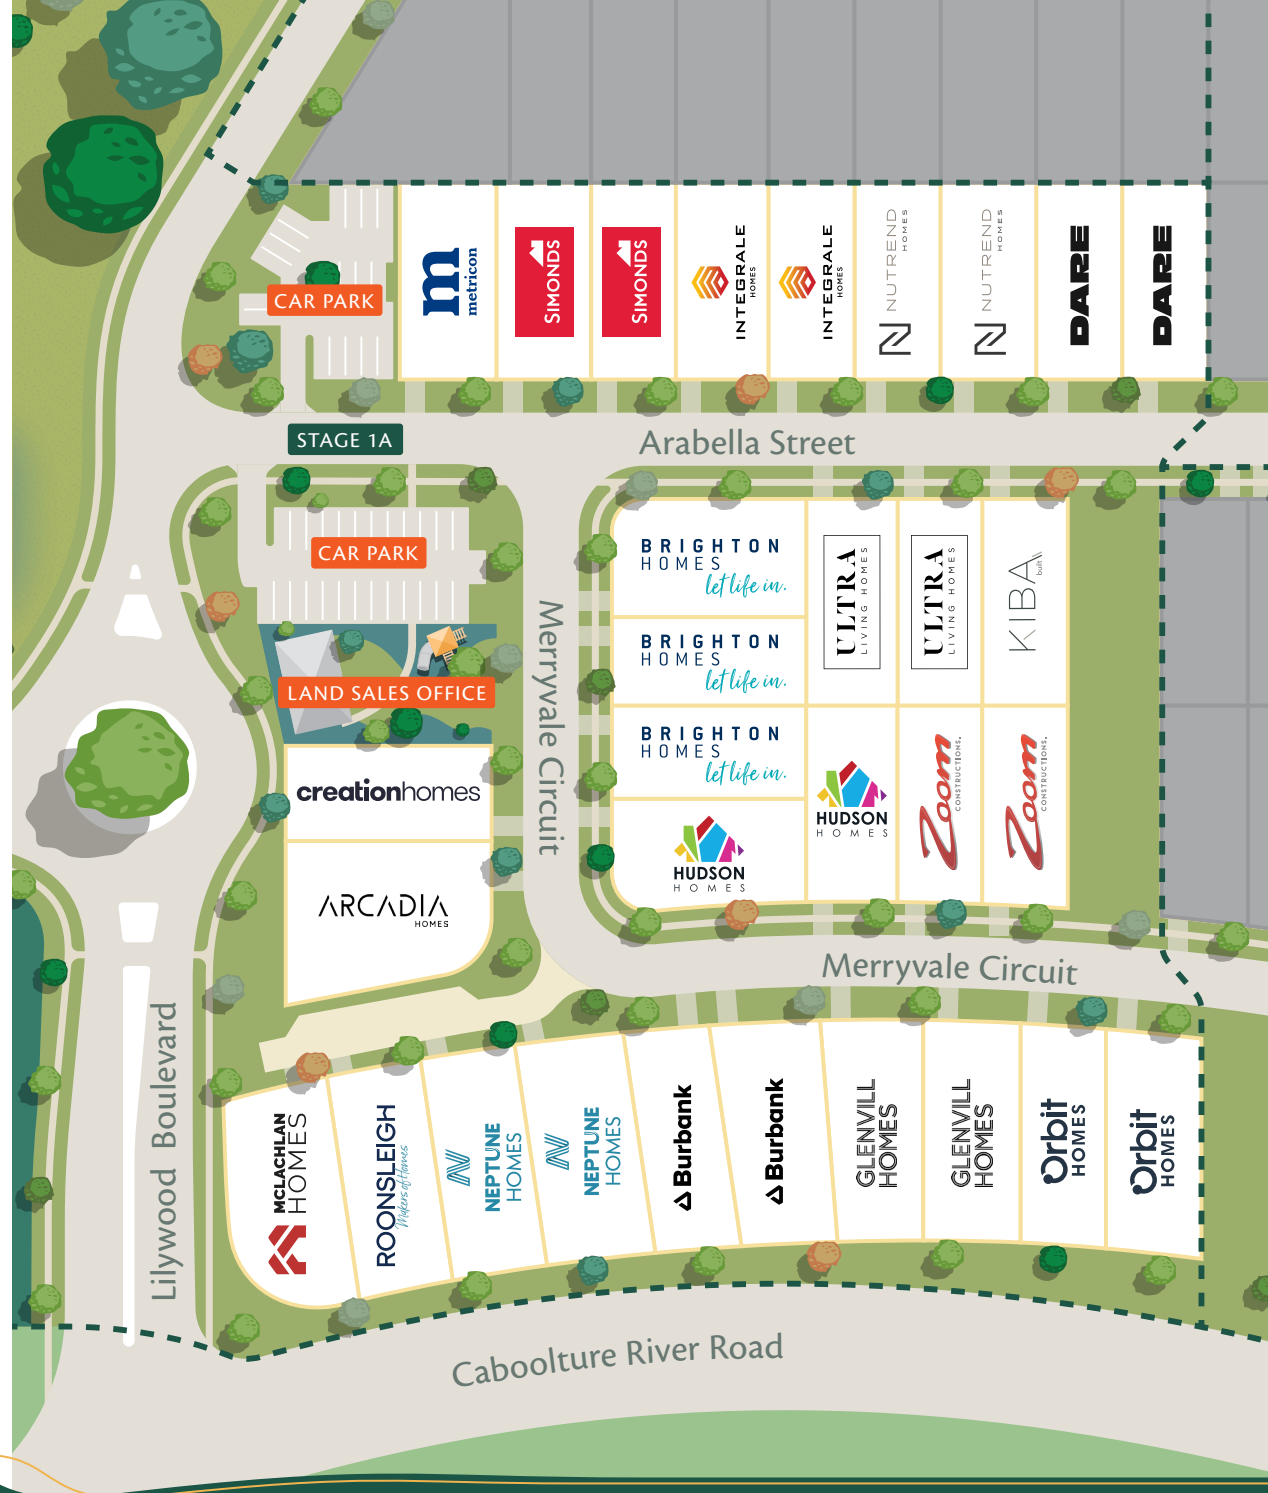 metricon
SIMONDS
SIMONDS
INTEGRALE
HOMES
INTEGRALE
HOMES
NUTREND
HOMES
NUTREND
HOMES
DARE
DARE
CAR PARK
STAGE 1A
Arabella Street
CAR PARK
LAND SALES OFFICE
Merryvale Circuit
BRIGHTON
HOMES
let life in.
BRIGHTON
HOMES
let life in.
BRIGHTON
HOMES
let life in.
ULTRA
LIVING HOMES
ULTRA
LIVING HOMES
KIBA
built
HUDSON
HOMES
HUDSON
HOMES
Zoom
CONSTRUCTIONS.
Zoom
CONSTRUCTIONS.
creationhomes
ARCADIA
HOMES
Merryvale Circuit
Lilywood Boulevard
MCLACHLAN
HOMES
ROONSLEIGH
Makers of Homes
NEPTUNE
HOMES
NEPTUNE
HOMES
Burbank
Burbank
GLENVILL
HOMES
GLENVILL
HOMES
Orbit
HOMES
Orbit
HOMES
Caboolture River Road